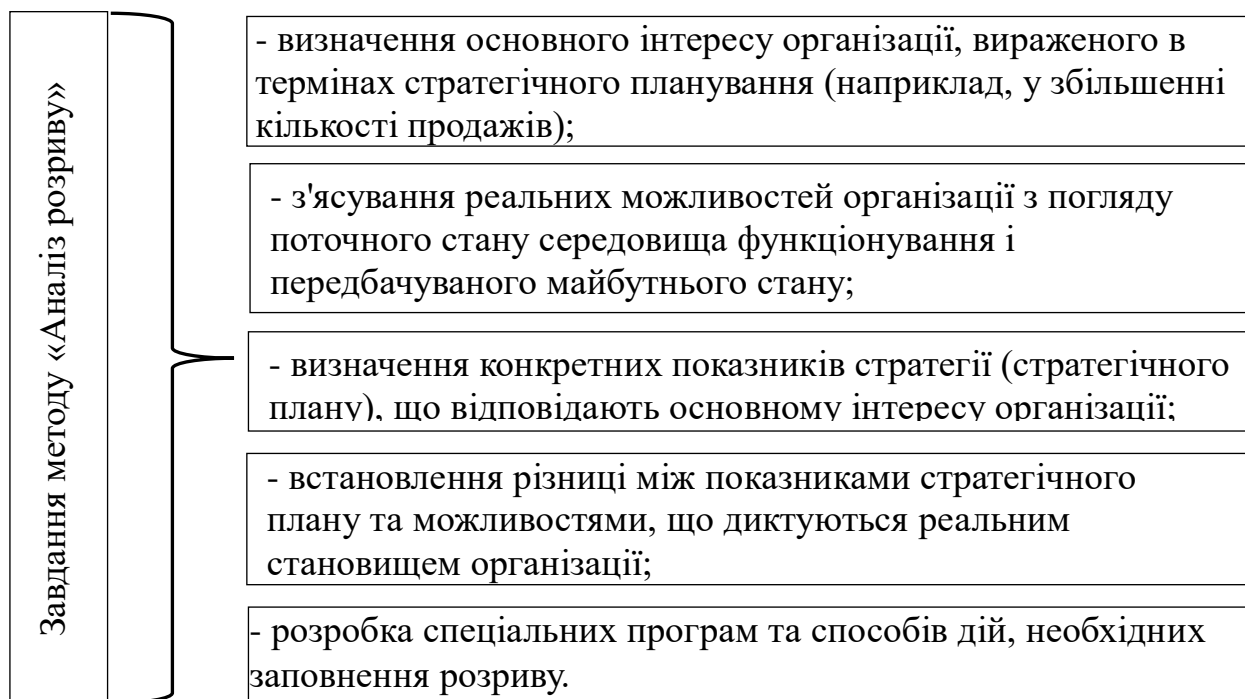 Завдання методу «Аналіз розриву»
- визначення основного інтересу організації, вираженого в
термінах стратегічного планування (наприклад, у збільшенні
кількості продажів);
- з'ясування реальних можливостей організації з погляду
поточного стану середовища функціонування і
передбачуваного майбутнього стану;
- визначення конкретних показників стратегії (стратегічного
плану), що відповідають основному інтересу організації;
- встановлення різниці між показниками стратегічного
плану та можливостями, що диктуються реальним
становищем організації;
- розробка спеціальних програм та способів дій, необхідних
заповнення розриву.